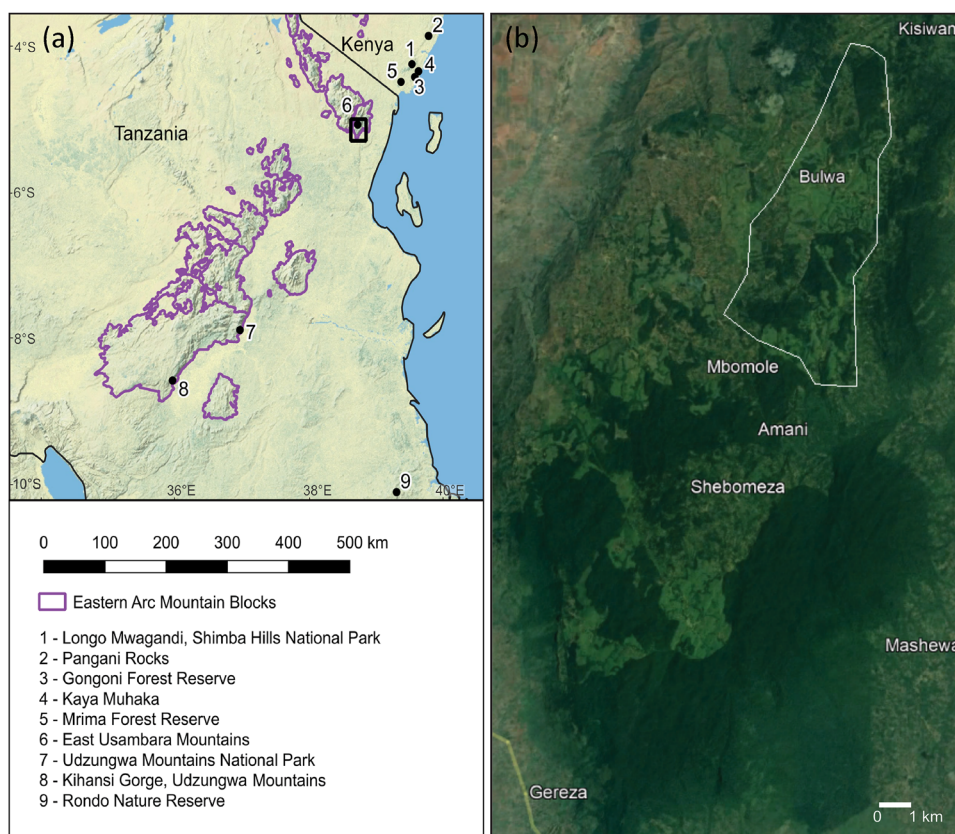 (a)
Kenya
Tanzania
4°S
6°S
8°S
10°S
36°E
38°E
40°E
2
1
4
5
3
6
7
8
9
0 100 200 300 400 500 km
Eastern Arc Mountain Blocks
1 - Longo Mwagandi, Shimba Hills National Park
2 - Pangani Rocks
3 - Gongoni Forest Reserve
4 - Kaya Muhaka
5 - Mrima Forest Reserve
6 - East Usambara Mountains
7 - Udzungwa Mountains National Park
8 - Kihansi Gorge, Udzungwa Mountains
9 - Rondo Nature Reserve
(b)
Kisiwan
Bulwa
Mbomole
Amani
Shebomeza
Mashewa
Gereza
1 km